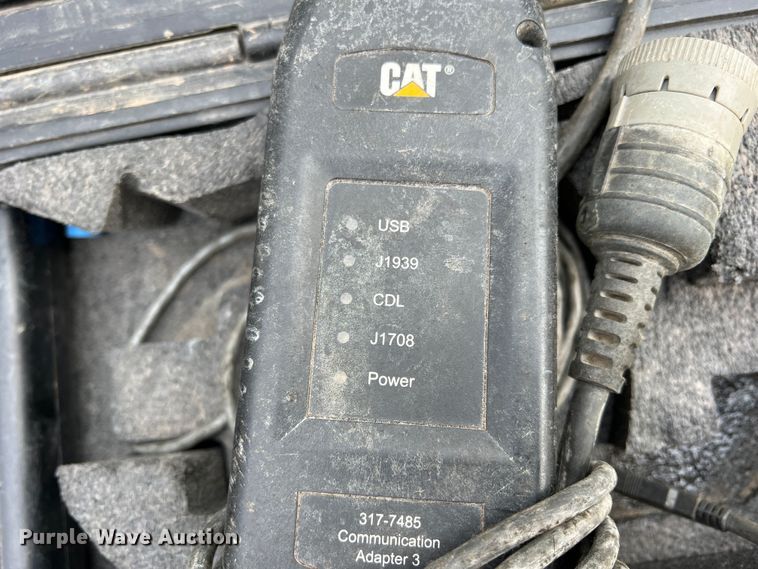 CAT®
USB
J1939
CDL
J1708
Power
317-7485
Communication
Adapter 3
Purple Wave Auction